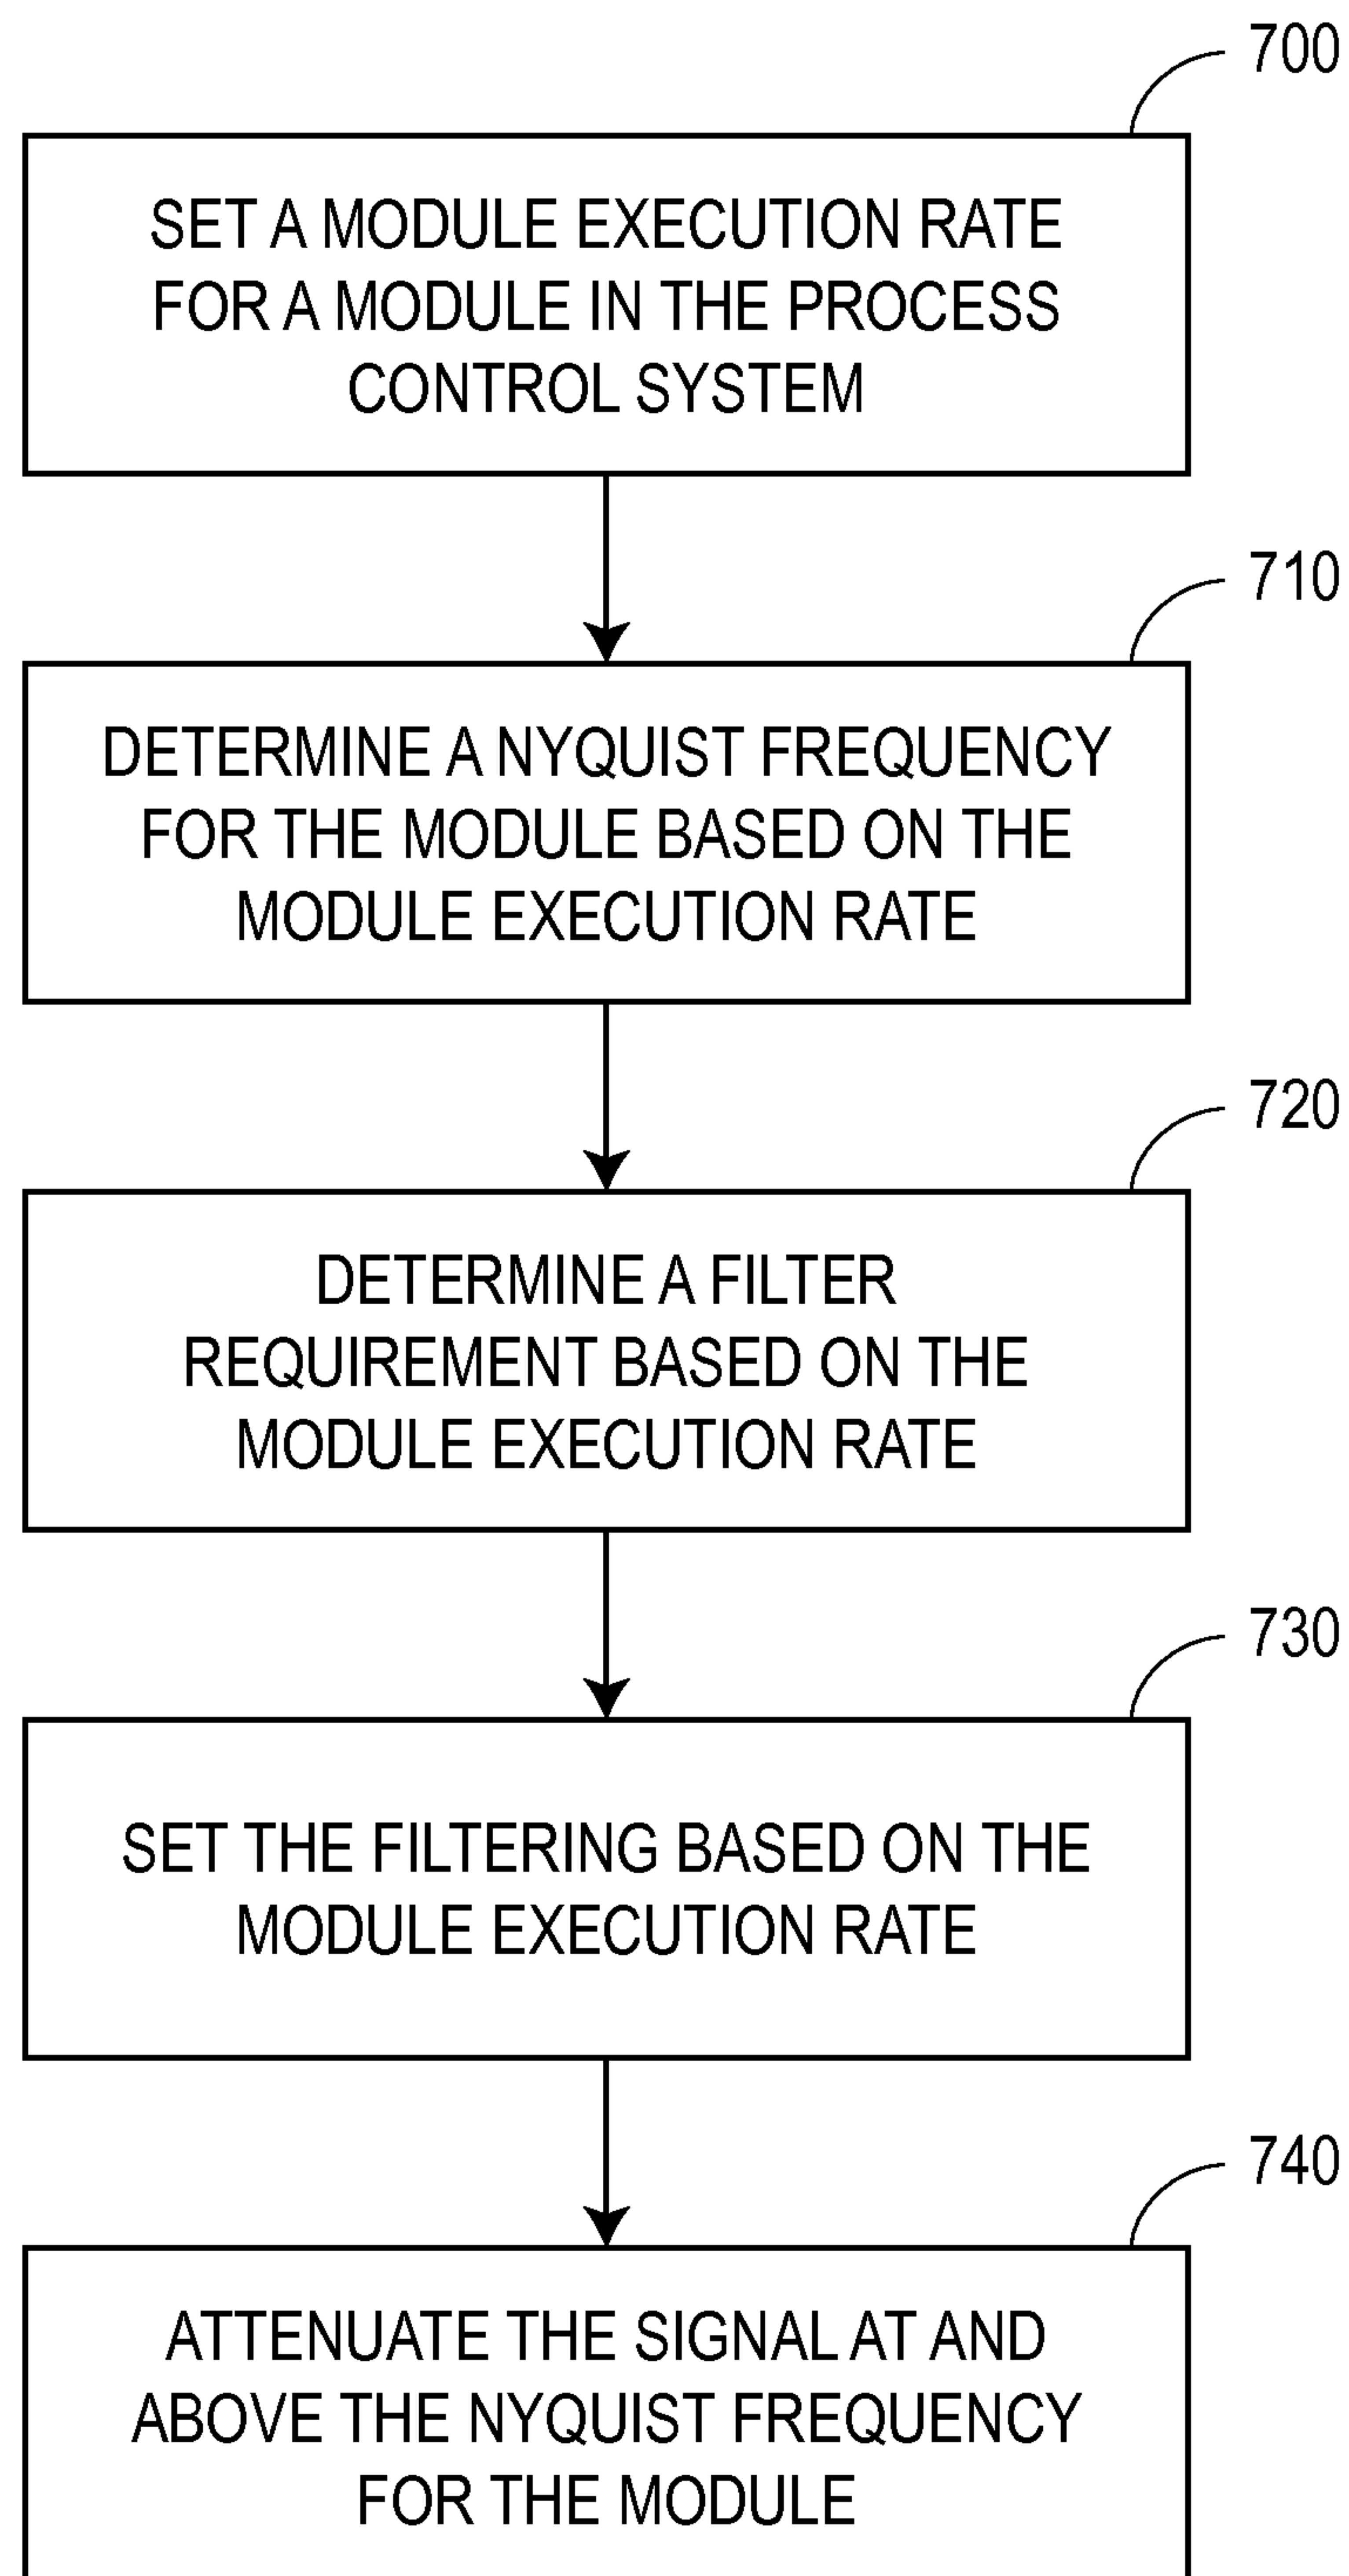 700
SET A MODULE EXECUTION RATE
FOR A MODULE IN THE PROCESS
CONTROL SYSTEM
710
DETERMINE A NYQUIST FREQUENCY
FOR THE MODULE BASED ON THE
MODULE EXECUTION RATE
720
DETERMINE A FILTER
REQUIREMENT BASED ON THE
MODULE EXECUTION RATE
730
SET THE FILTERING BASED ON THE
MODULE EXECUTION RATE
740
ATTENUATE THE SIGNAL AT AND
ABOVE THE NYQUIST FREQUENCY
FOR THE MODULE